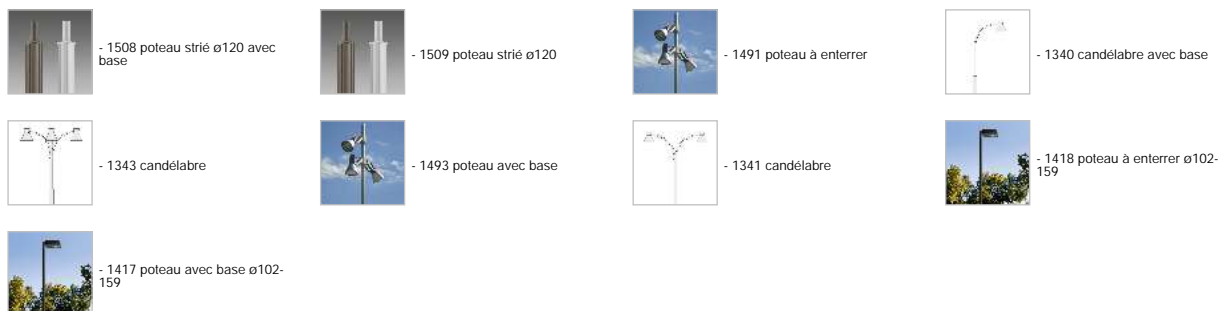 - 1508 poteau strié ø120 avec
base
- 1509 poteau strié ø120
- 1491 poteau à enterrer
- 1340 candélabre avec base
- 1343 candélabre
- 1493 poteau avec base
- 1341 candélabre
- 1418 poteau à enterrer ø102-
159
- 1417 poteau avec base ø102-
159